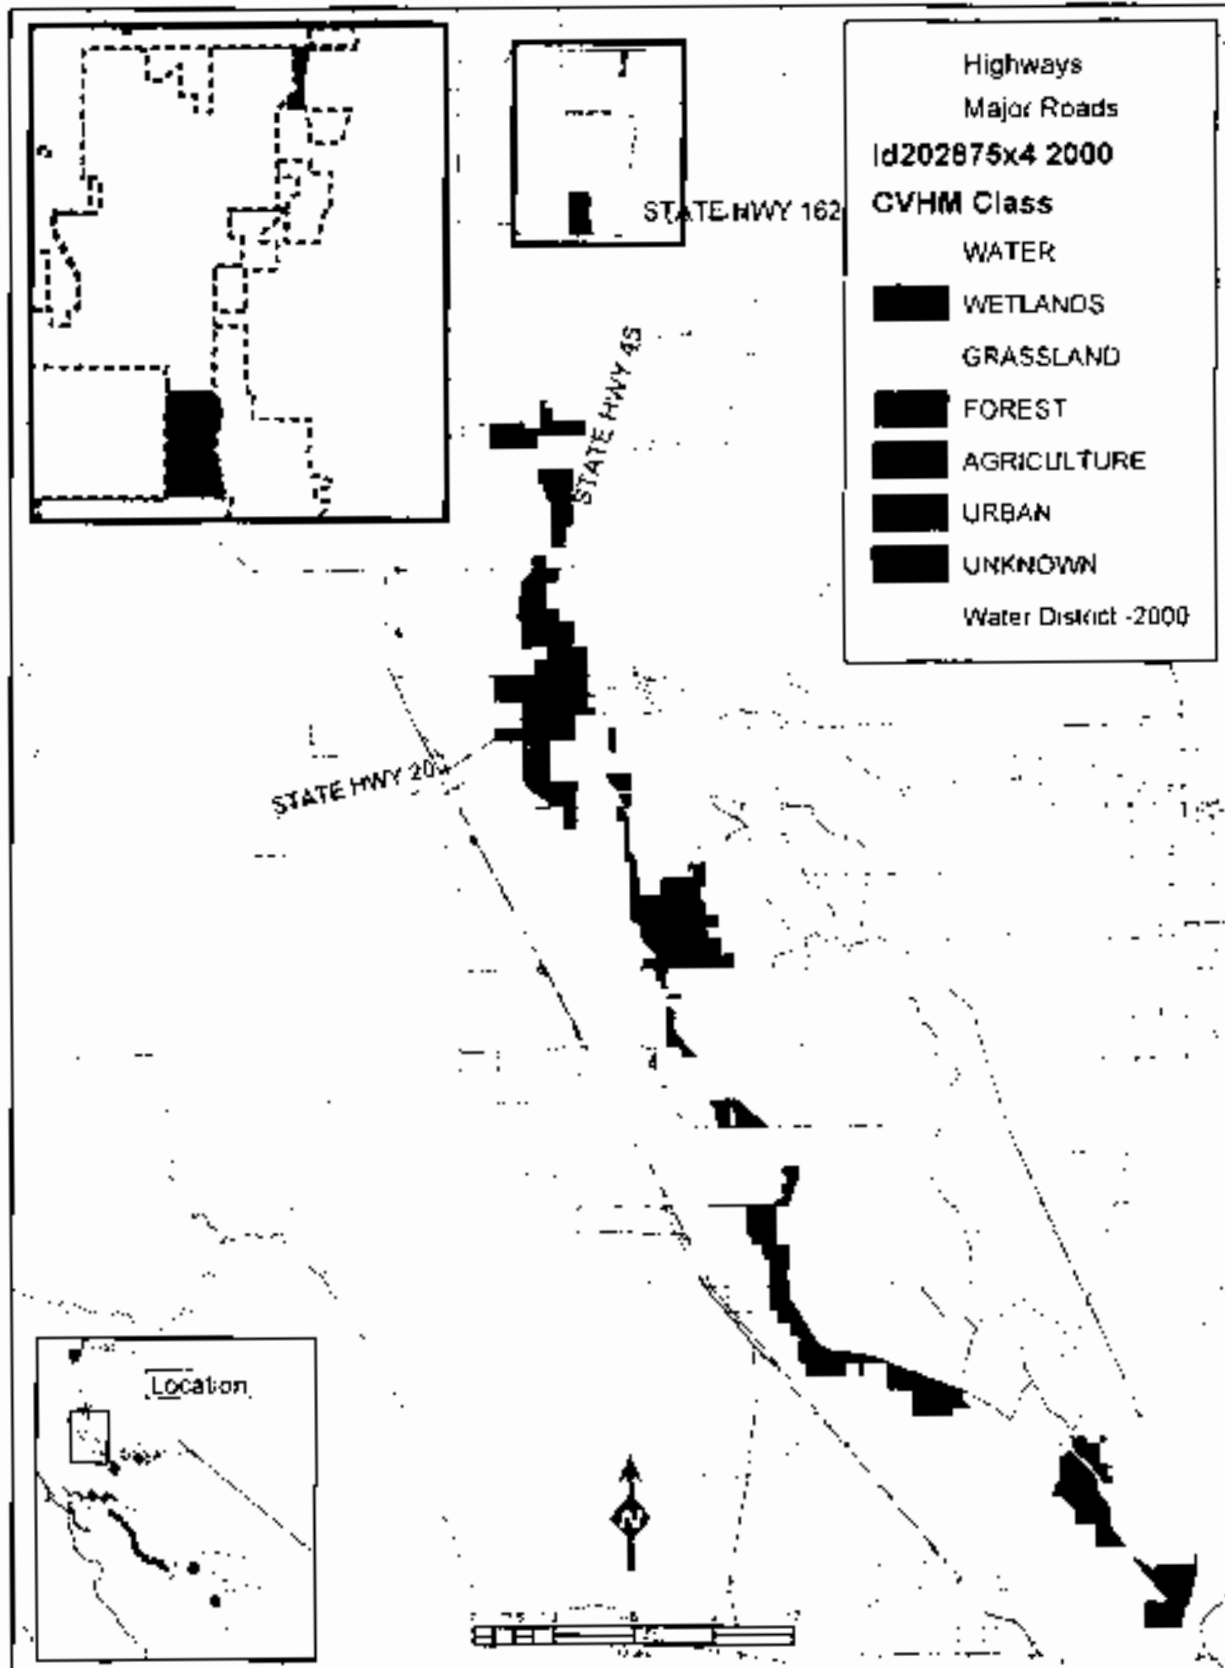 Highways
Major Roads
ld202875x4 2000
CVHM Class
WATER
WETLANDS
GRASSLAND
FOREST
AGRICULTURE
URBAN
UNKNOWN
Water District -2000
STATE HWY 162
STATE HWY 45
STATE HWY 20
Location
N